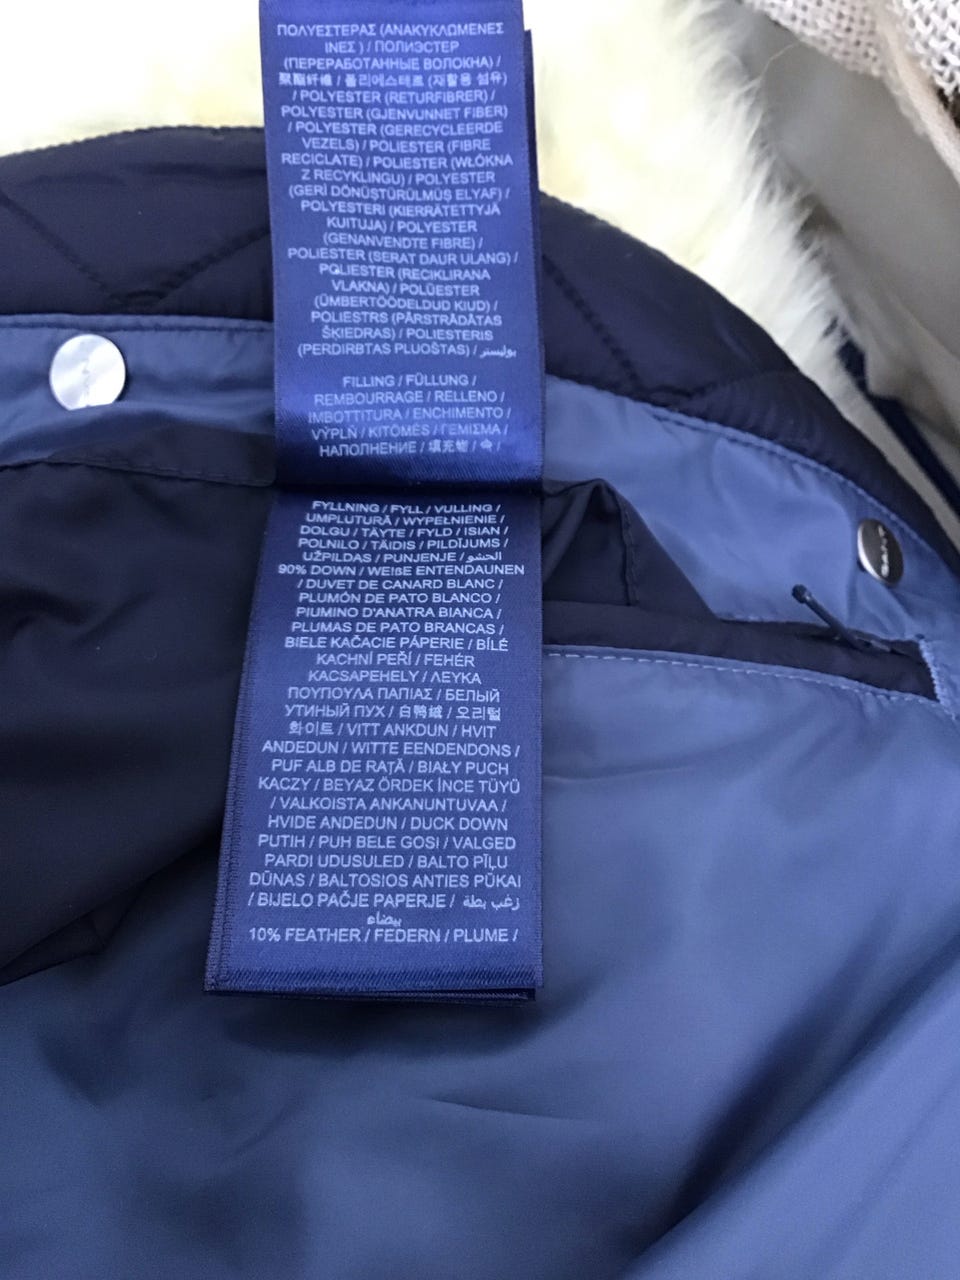 ΠΟΛΥΕΣΤΕΡΑΣ (ΑΝΑΚΥΚΛΩΜΕΝΕΣ
ΙΝΕΣ ) / ПОЛИЭСТЕР
(ПЕРЕРАБОТАННЫЕ ВОЛОКНА) /
聚酯纤维 / 폴리에스테르 (재활용 섬유)
/ POLYESTER (RETURFIBRER) /
POLYESTER (GJENVUNNET FIBER)
/ POLYESTER (GERECYCLEERDE
VEZELS) / POLIESTER (FIBRE
RECICLATE) / POLIESTER (WŁÓKNA
Z RECYKLINGU) / POLYESTER
(GERİ DÖNÜŞTÜRÜLMÜŞ ELYAF) /
POLYESTERI (KIERRÄTETTYJÄ
KUITUJA) / POLYESTER
(GENANVENDTE FIBRE) /
POLIESTER (SERAT DAUR ULANG) /
POLIESTER (RECIKLIRANA
VLAKNA) / POLÜESTER
(ÜMBERTÖÖDELDUD KIUD) /
POLIESTRS (PĀRSTRĀDĀTAS
ŠĶIEDRAS) / POLIESTERIS
(PERDIRBTAS PLUOŠTAS) / بوليستر
FILLING / FÜLLUNG /
REMBOURRAGE / RELLENO /
IMBOTTITURA / ENCHIMENTO /
VÝPLŇ / KITÖMÉS / ΓΕΜΙΣΜΑ /
НАПОЛНЕНИЕ / 填充物 / 속 /
FYLLNING / FYLL / VULLING /
UMPLUTURĂ / WYPEŁNIENIE /
DOLGU / TÄYTE / FYLD / ISIAN /
POLNILO / TÄIDIS / PILDĪJUMS /
UŽPILDAS / PUNJENJE / الحشو
90% DOWN / WEIßE ENTENDAUNEN
/ DUVET DE CANARD BLANC /
PLUMÓN DE PATO BLANCO /
PIUMINO D'ANATRA BIANCA /
PLUMAS DE PATO BRANCAS /
BIELE KAČACIE PÁPERIE / BÍLÉ
KACHNÍ PEŘÍ / FEHÉR
KACSAPEHELY / ΛΕΥΚΑ
ΠΟΥΠΟΥΛΑ ΠΑΠΙΑΣ / БЕЛЫЙ
УТИНЫЙ ПУХ / 白鸭绒 / 오리털
화이트 / VITT ANKDUN / HVIT
ANDEDUN / WITTE EENDENDONS /
PUF ALB DE RAȚĂ / BIAŁY PUCH
KACZY / BEYAZ ÖRDEK İNCE TÜYÜ
/ VALKOISTA ANKANUNTUVAA /
HVIDE ANDEDUN / DUCK DOWN
PUTIH / PUH BELE GOSI / VALGED
PARDI UDUSULED / BALTO PĪĻU
DŪNAS / BALTOSIOS ANTIES PŪKAI
/ BIJELO PAČJE PAPERJE / زغب بطة
بيضاء
10% FEATHER / FEDERN / PLUME /